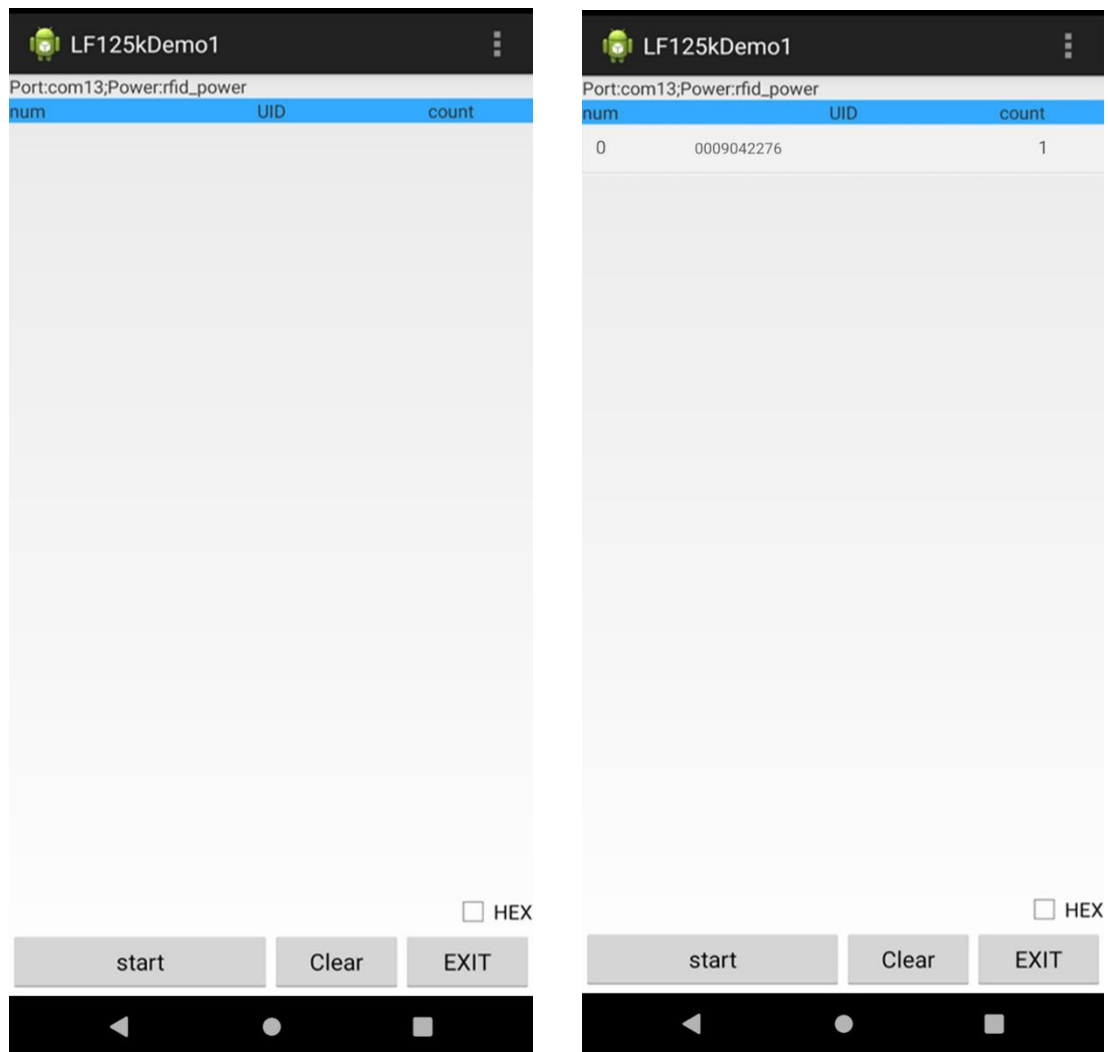 LF125kDemo1
Port:com13;Power:rfid_power
num UID count
HEX
start Clear EXIT
LF125kDemo1
Port:com13;Power:rfid_power
num UID count
0 0009042276 1
HEX
start Clear EXIT